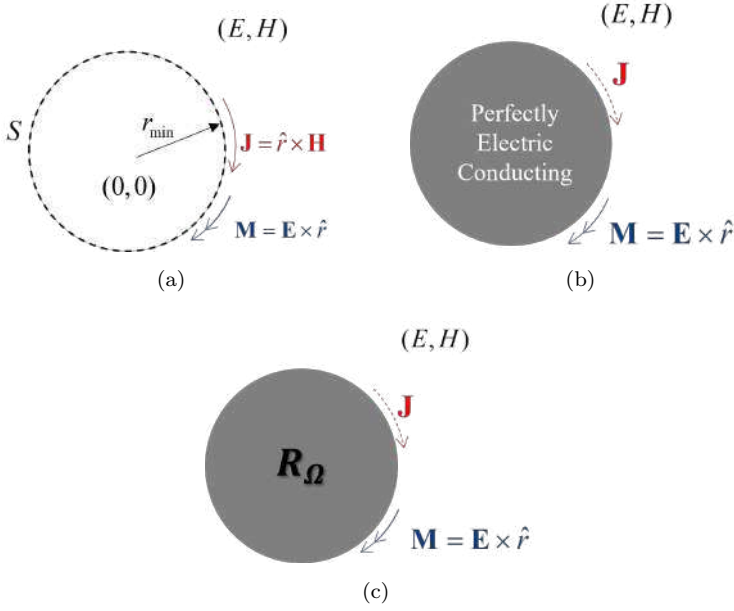 (E, H)
S
r_min
J = r̂ × H
(0, 0)
M = E × r̂
(a)
(E, H)
J
Perfectly
Electric
Conducting
M = E × r̂
(b)
(E, H)
J
R_Ω
M = E × r̂
(c)